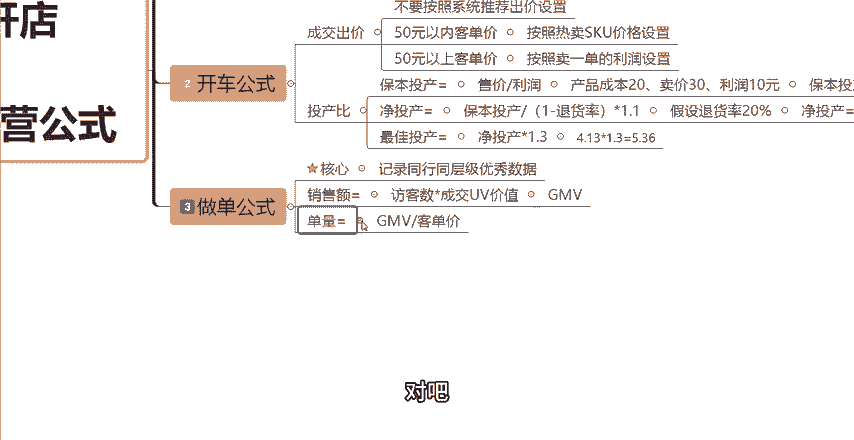 开店
营公式
不要按照系统推荐出价设置
成交出价
50元以内客单价 按照热卖SKU价格设置
50元以上客单价 按照卖一单的利润设置
2 开车公式
保本投产= 售价/利润 产品成本20、卖价30、利润10元 保本投
投产比
净投产= 保本投产/（1-退货率）*1.1 假设退货率20% 净投产=
最佳投产= 净投产*1.3 4.13*1.3=5.36
3 做单公式
核心 记录同行同层级优秀数据
销售额= 访客数*成交UV价值 GMV
单量= GMV/客单价
对吧